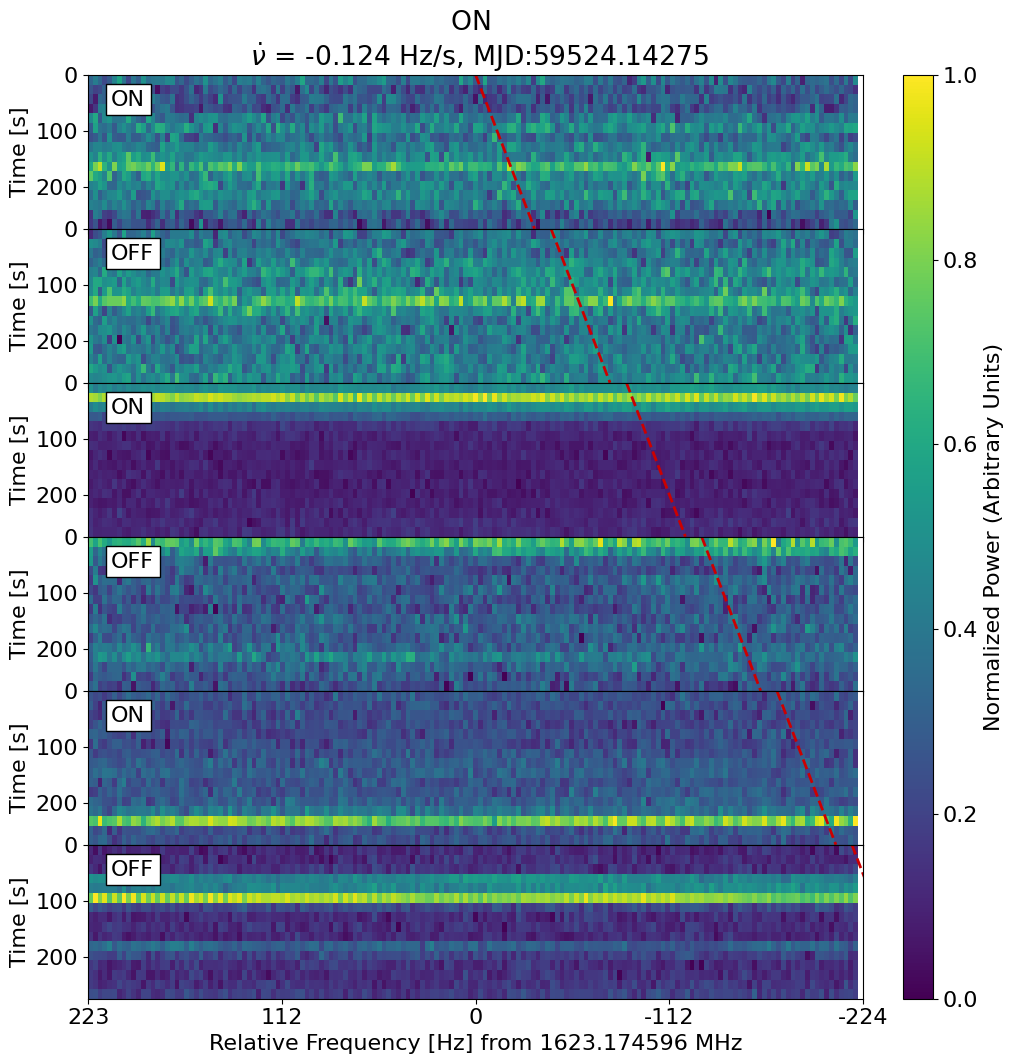 ON
ν̇ = -0.124 Hz/s, MJD:59524.14275
0
ON
100
200
Time [s]
0
OFF
100
200
Time [s]
0
ON
100
200
Time [s]
0
OFF
100
200
Time [s]
0
ON
100
200
Time [s]
0
OFF
100
200
Time [s]
223 112 0 -112 -224
Relative Frequency [Hz] from 1623.174596 MHz
1.0
0.8
0.6
0.4
0.2
0.0
Normalized Power (Arbitrary Units)